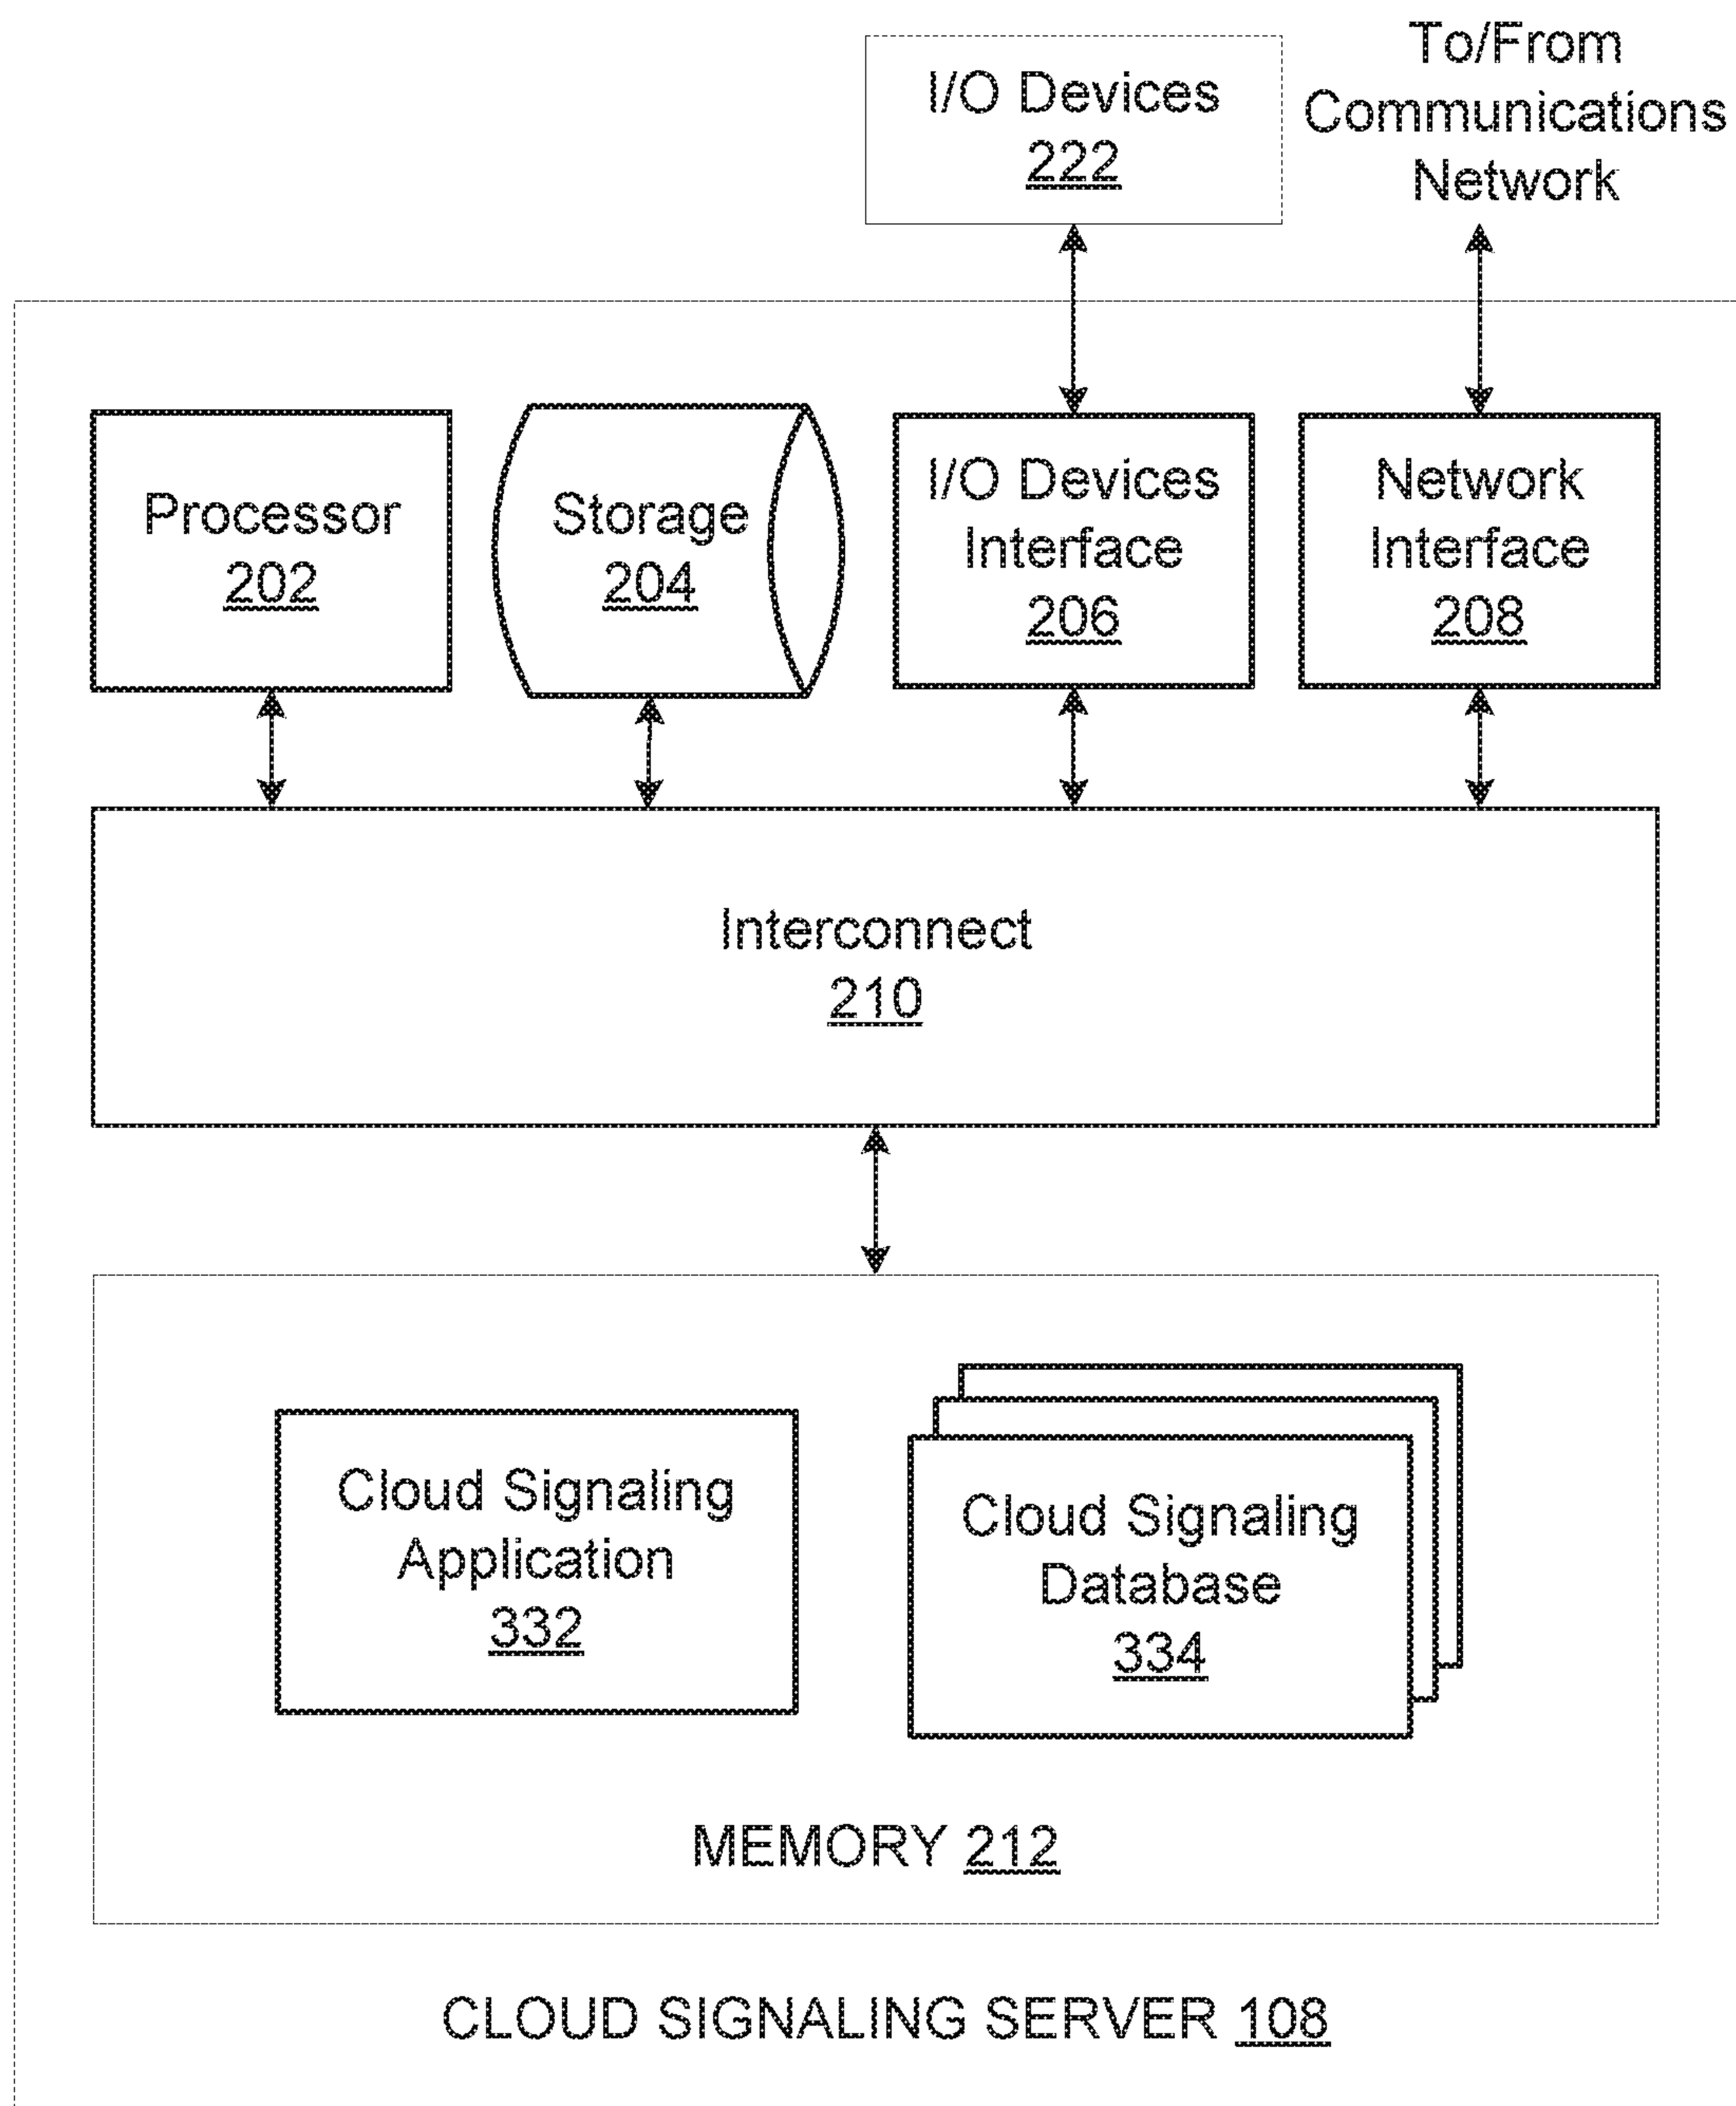 I/O Devices
222
To/From
Communications
Network
Processor
202
Storage
204
I/O Devices
Interface
206
Network
Interface
208
Interconnect
210
Cloud Signaling
Application
332
Cloud Signaling
Database
334
MEMORY 212
CLOUD SIGNALING SERVER 108